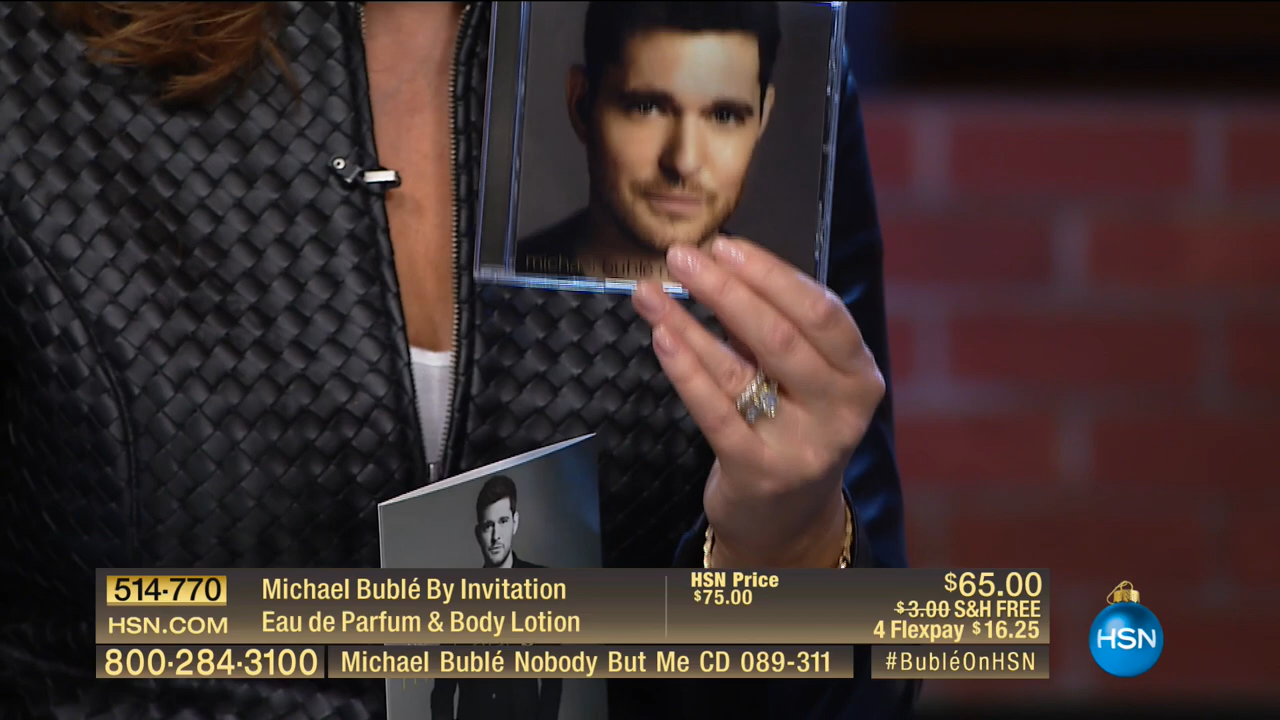 michael bublé
514-770
HSN.COM
Michael Bublé By Invitation
Eau de Parfum & Body Lotion
HSN Price
$75.00
$65.00
$3.00 S&H FREE
4 Flexpay $16.25
800·284·3100
Michael Bublé Nobody But Me CD 089-311
#BubléOnHSN
HSN